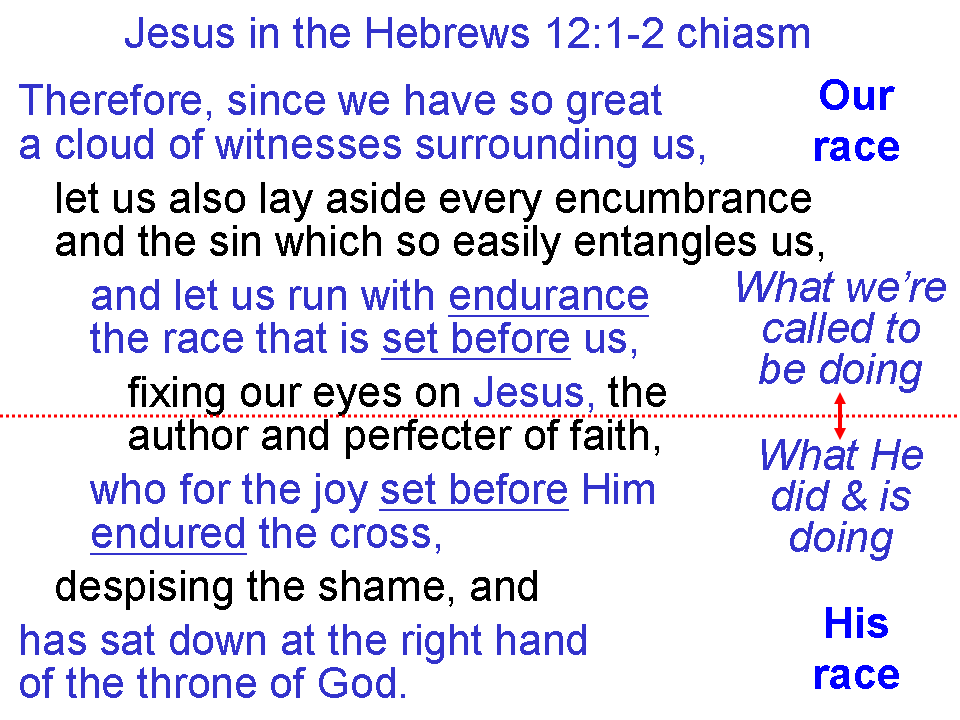 Jesus in the Hebrews 12:1-2 chiasm
Therefore, since we have so great
a cloud of witnesses surrounding us,
Our
race
let us also lay aside every encumbrance
and the sin which so easily entangles us,
and let us run with endurance
the race that is set before us,
What we’re
called to
be doing
fixing our eyes on Jesus, the
author and perfecter of faith,
who for the joy set before Him
endured the cross,
What He
did & is
doing
despising the shame, and
has sat down at the right hand
of the throne of God.
His
race